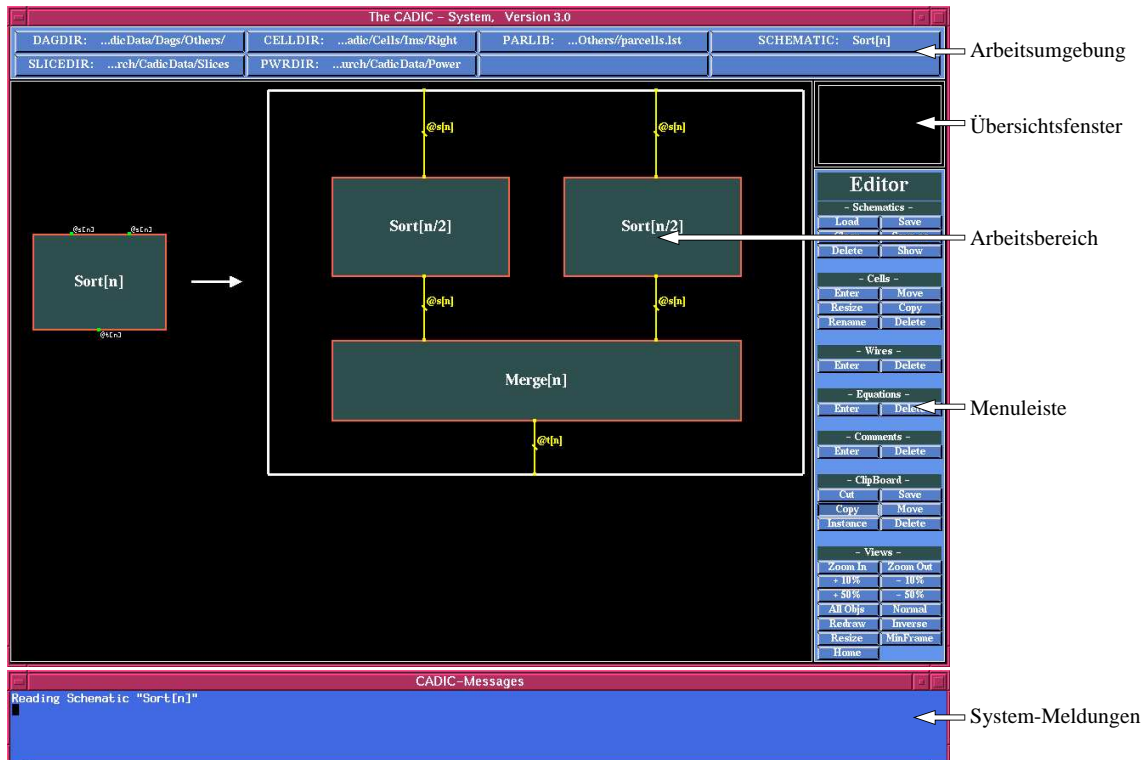 The CADIC - System, Version 3.0
DAGDIR: ...dicData/Dags/Others/ CELLDIR: ...adic/Cells/Ims/Right PARLIB: ...Others//parcells.lst SCHEMATIC: Sort[n]
SLICEDIR: ...rch/CadicData/Slices PWRDIR: ...urch/CadicData/Power
Arbeitsumgebung
Übersichtsfenster
@s[n] @s[n]
Sort[n/2] Sort[n/2]
Arbeitsbereich
@s[n] @s[n]
Sort[n]
@t[n]
@s[n] @s[n]
Merge[n]
@t[n]
Editor
- Schematics -
Load Save
Delete Show
- Cells -
Enter Move
Resize Copy
Rename Delete
- Wires -
Enter Delete
- Equations -
Enter Delete
Menuleiste
- Comments -
Enter Delete
- ClipBoard -
Cut Save
Copy Move
Instance Delete
- Views -
Zoom In Zoom Out
+ 10% - 10%
+ 50% - 50%
All Objs Normal
Redraw Inverse
Resize MinFrame
Home
CADIC-Messages
Reading Schematic "Sort[n]"
System-Meldungen